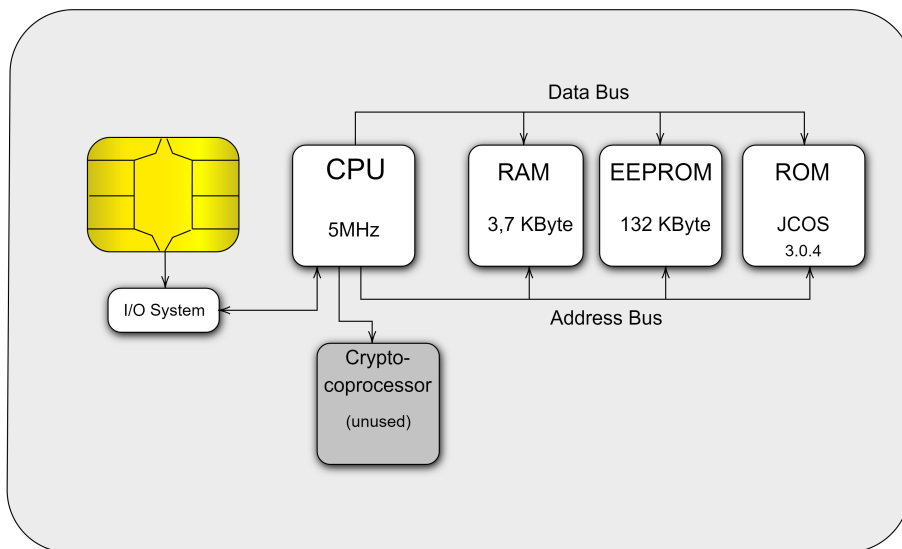 Data Bus
CPU
5MHz
RAM
3,7 KByte
EEPROM
132 KByte
ROM
JCOS
3.0.4
I/O System
Address Bus
Crypto-
coprocessor
(unused)